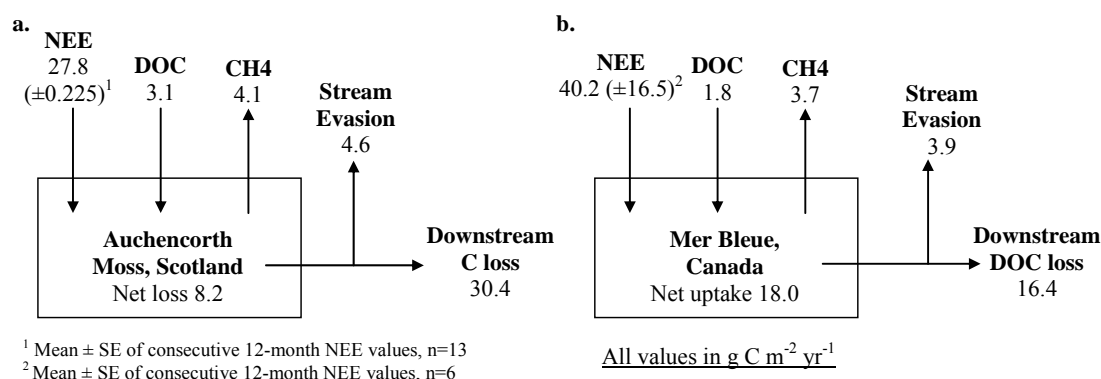 a.
NEE
27.8
(±0.225)¹
DOC
3.1
CH4
4.1
Stream
Evasion
4.6
Auchencorth
Moss, Scotland
Net loss 8.2
Downstream
C loss
30.4
b.
NEE
40.2 (±16.5)²
DOC
1.8
CH4
3.7
Stream
Evasion
3.9
Mer Bleue,
Canada
Net uptake 18.0
Downstream
DOC loss
16.4
¹ Mean ± SE of consecutive 12-month NEE values, n=13
² Mean ± SE of consecutive 12-month NEE values, n=6
All values in g C m⁻² yr⁻¹